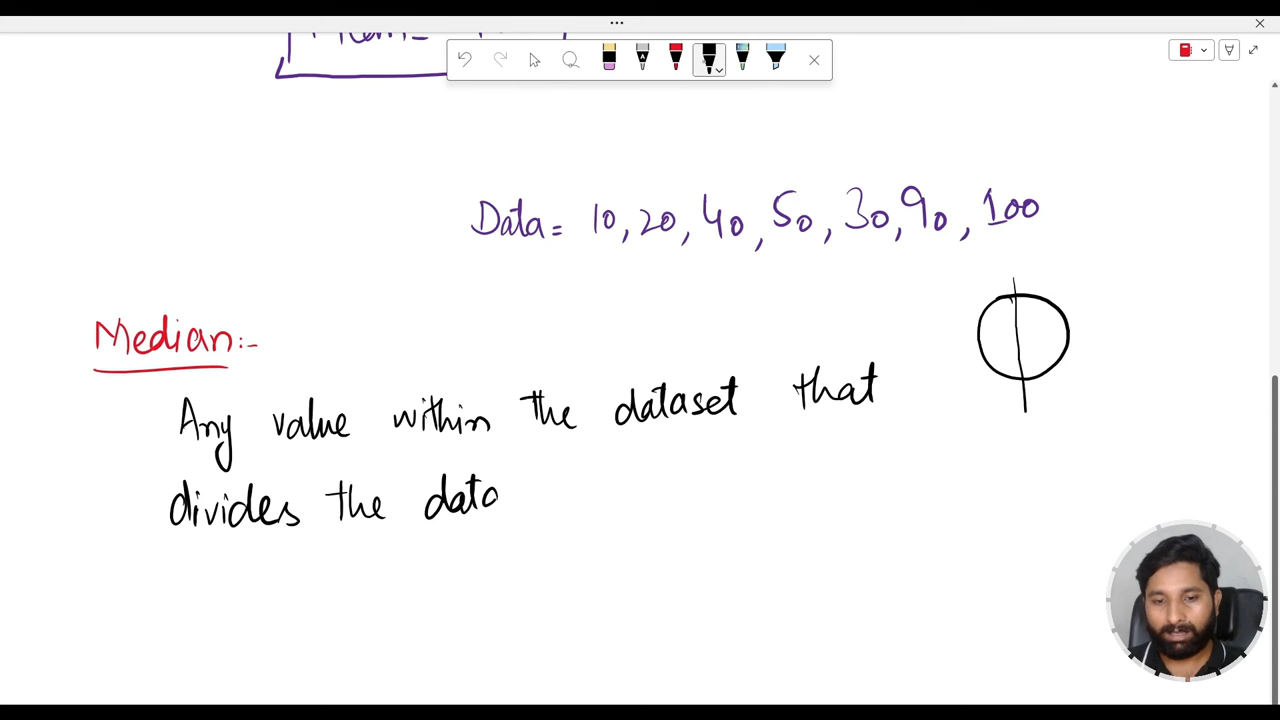 Data = 10, 20, 40, 50, 30, 90, 100
Median:-
Any value within the dataset that
divides the data